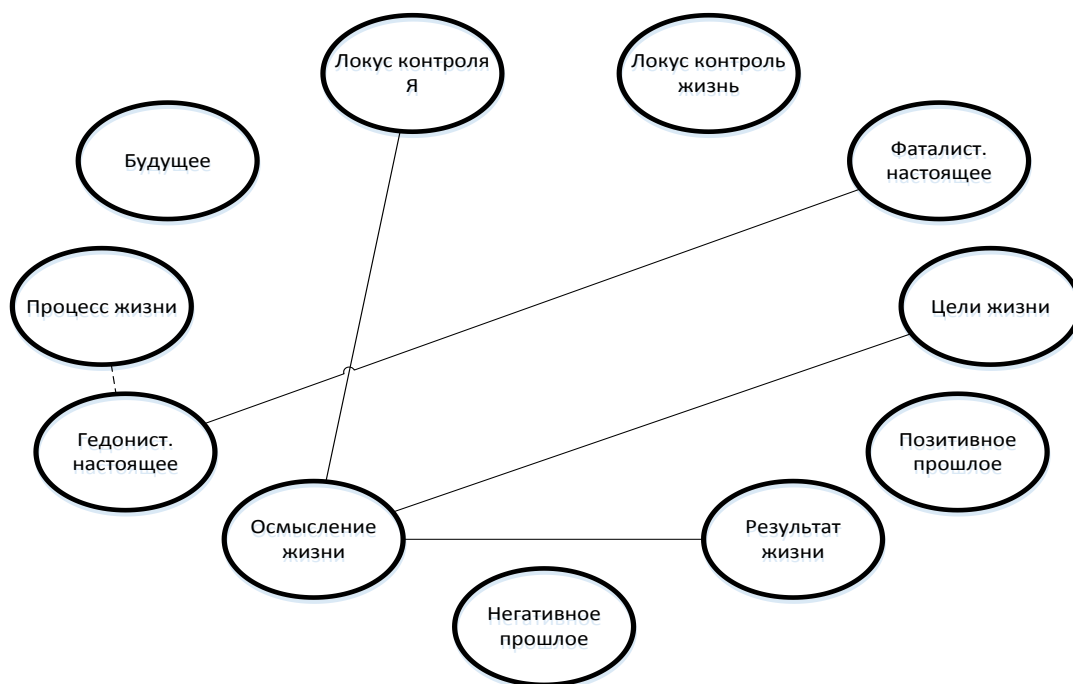 Локус контроля
Я
Локус контроль
жизнь
Будущее
Фаталист.
настоящее
Процесс жизни
Цели жизни
Гедонист.
настоящее
Позитивное
прошлое
Осмысление
жизни
Результат
жизни
Негативное
прошлое